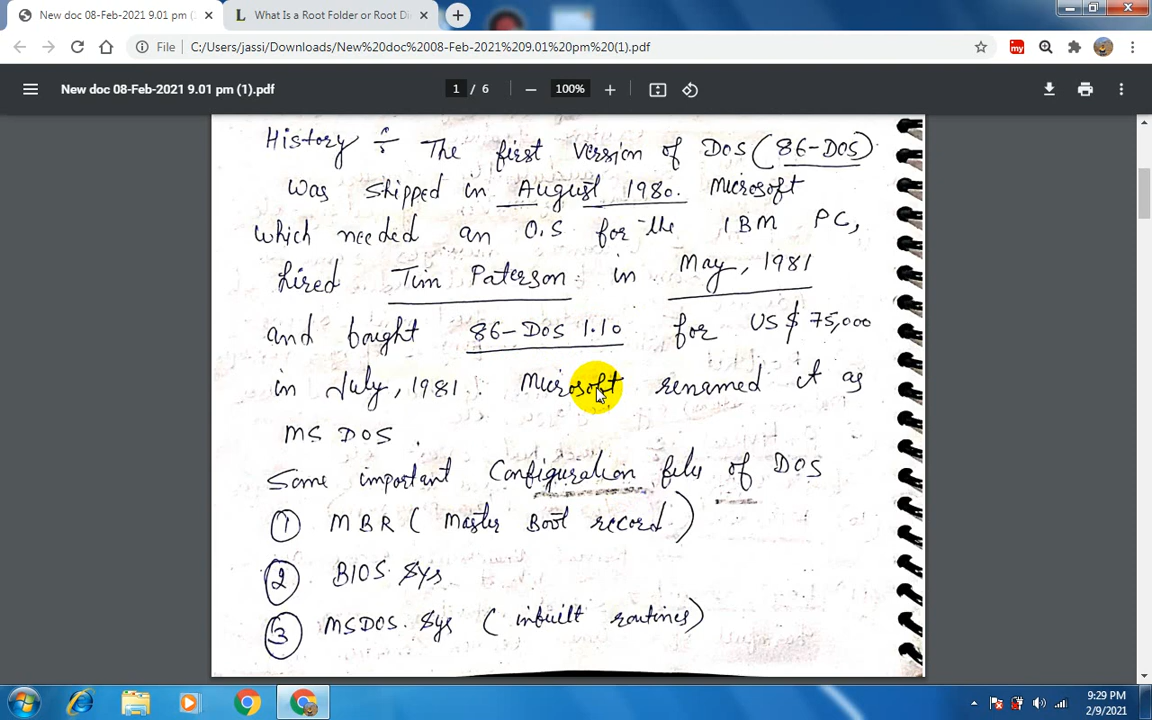 New doc 08-Feb-2021 9.01 pm (
What Is a Root Folder or Root Di
File
C:/Users/jassi/Downloads/New%20doc%2008-Feb-2021%209.01%20pm%20(1).pdf
my
New doc 08-Feb-2021 9.01 pm (1).pdf
1 / 6
100%
History ÷ The first version of DOS (86-DOS)
was shipped in August 1980. Microsoft
which needed an O.S for the IBM PC,
hired Tim Paterson in May, 1981
and bought 86-DOS 1.10 for US $ 75,000
in July, 1981. Microsoft renamed it as
MS DOS.
Some important Configuration files of DOS
① MBR ( Master Boot record )
② BIOS. Sys
③ MSDOS. Sys ( inbuilt routines )
9:29 PM
2/9/2021